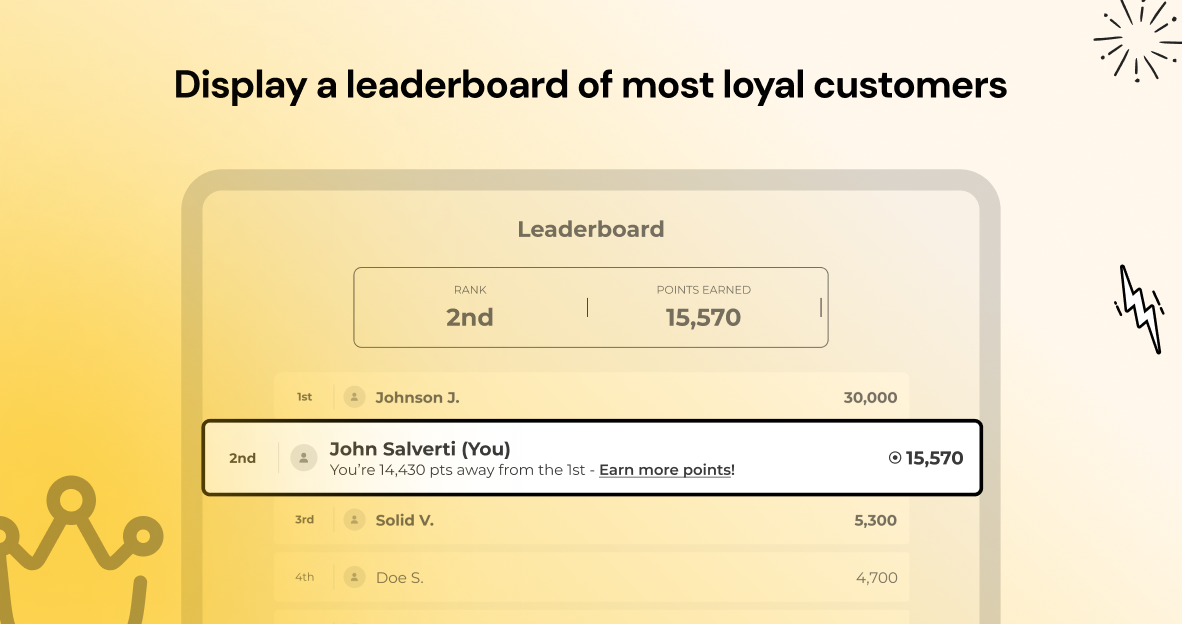 Display a leaderboard of most loyal customers
Leaderboard
RANK
POINTS EARNED
2nd
15,570
1st Johnson J. 30,000
2nd John Salverti (You) 15,570
You’re 14,430 pts away from the 1st - Earn more points!
3rd Solid V. 5,300
4th Doe S. 4,700